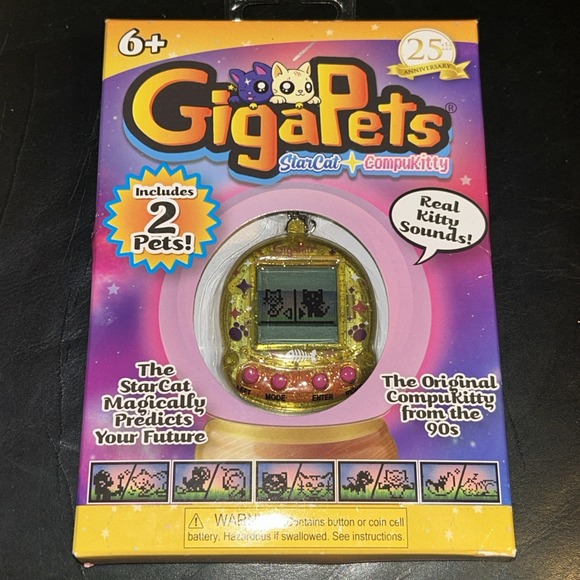 6+
25th
ANNIVERSARY
GigaPets®
StarCat + CompuKitty
Includes
2
Pets!
Real
Kitty
Sounds!
GigaPets
MODE
ENTER
The
StarCat
Magically
Predicts
Your Future
The Original
CompuKitty
from the
90s
contains button or coin cell
battery. Hazardous if swallowed. See instructions.